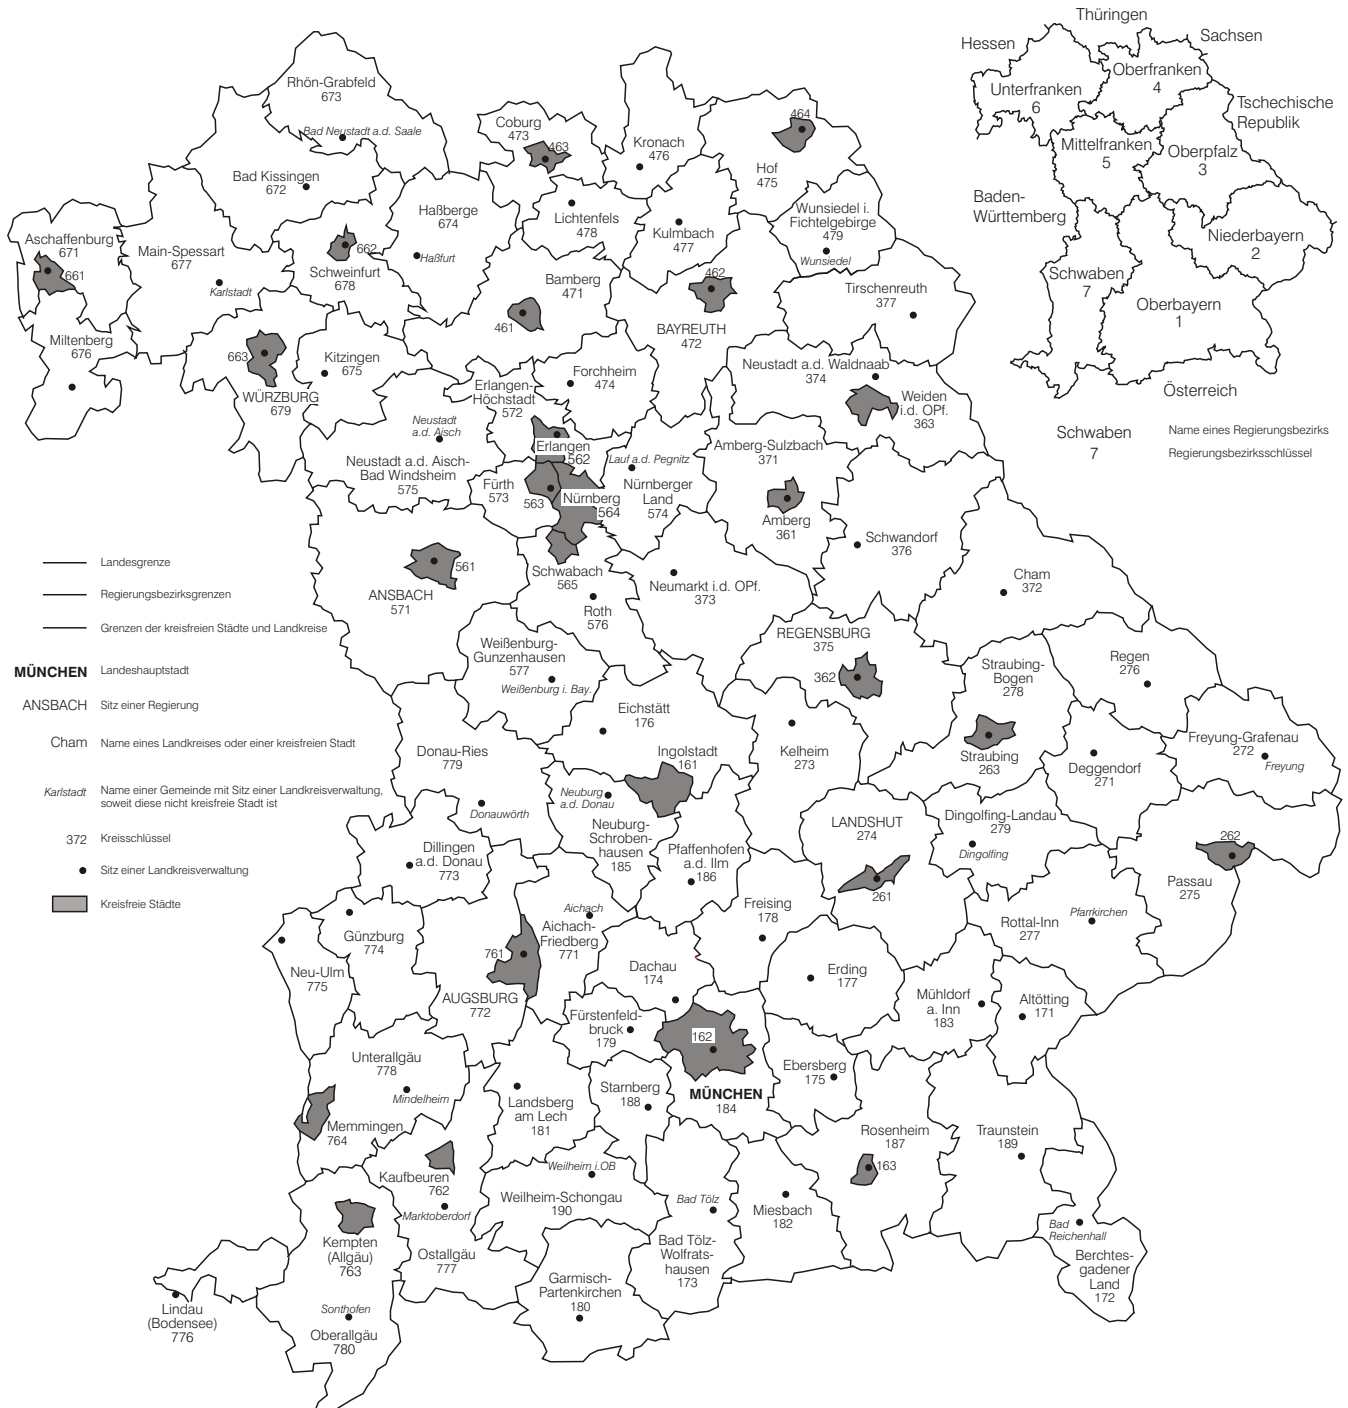 Thüringen
Hessen
Sachsen
Oberfranken
4
Unterfranken
6
Tschechische
Republik
Mittelfranken
5
Oberpfalz
3
Baden-
Württemberg
Niederbayern
2
Schwaben
7
Oberbayern
1
Österreich
Schwaben
7
Name eines Regierungsbezirks
Regierungsbezirksschlüssel
Rhön-Grabfeld
673
Bad Neustadt a.d. Saale
Bad Kissingen
672
Coburg
473
463
Kronach
476
464
Hof
475
Haßberge
674
Haßfurt
Lichtenfels
478
Kulmbach
477
Wunsiedel i.
Fichtelgebirge
479
Wunsiedel
Aschaffenburg
671
661
Main-Spessart
677
Karlstadt
662
Schweinfurt
678
Bamberg
471
461
462
BAYREUTH
472
Tirschenreuth
377
Miltenberg
676
663
WÜRZBURG
679
Kitzingen
675
Erlangen-
Höchstadt
572
Forchheim
474
Neustadt a.d. Waldnaab
374
Weiden
i.d. OPf.
363
Neustadt
a.d. Aisch
Neustadt a.d. Aisch-
Bad Windsheim
575
Erlangen
562
Fürth
573
563
Nürnberg
564
Lauf a.d. Pegnitz
Nürnberger
Land
574
Amberg-Sulzbach
371
Amberg
361
Schwandorf
376
561
ANSBACH
571
Schwabach
565
Roth
576
Neumarkt i.d. OPf.
373
Cham
372
Weißenburg-
Gunzenhausen
577
Weißenburg i. Bay.
REGENSBURG
375
362
Straubing-
Bogen
278
Straubing
263
Regen
276
Eichstätt
176
Ingolstadt
161
Kelheim
273
Deggendorf
271
Freyung-Grafenau
272
Freyung
Donau-Ries
779
Donauwörth
Neuburg
a.d. Donau
Neuburg-
Schroben-
hausen
185
Pfaffenhofen
a.d. Ilm
186
LANDSHUT
274
261
Dingolfing-Landau
279
Dingolfing
262
Passau
275
Dillingen
a.d. Donau
773
Freising
178
Rottal-Inn
277
Pfarrkirchen
Günzburg
774
Neu-Ulm
775
761
AUGSBURG
772
Aichach
Aichach-
Friedberg
771
Dachau
174
Erding
177
Mühldorf
a. Inn
183
Altötting
171
Fürstenfeld-
bruck
179
162
MÜNCHEN
184
Ebersberg
175
Unterallgäu
778
Mindelheim
Memmingen
764
Landsberg
am Lech
181
Starnberg
188
Rosenheim
187
163
Traunstein
189
Kaufbeuren
762
Marktoberdorf
Ostallgäu
777
Weilheim i.OB
Weilheim-Schongau
190
Bad Tölz
Bad Tölz-
Wolfrats-
hausen
173
Miesbach
182
Bad
Reichenhall
Berchtes-
gadener
Land
172
Kempten
(Allgäu)
763
Garmisch-
Partenkirchen
180
Lindau
(Bodensee)
776
Sonthofen
Oberallgäu
780
Landesgrenze
Regierungsbezirksgrenzen
Grenzen der kreisfreien Städte und Landkreise
MÜNCHEN Landeshauptstadt
ANSBACH Sitz einer Regierung
Cham Name eines Landkreises oder einer kreisfreien Stadt
Karlstadt Name einer Gemeinde mit Sitz einer Landkreisverwaltung,
soweit diese nicht kreisfreie Stadt ist
372 Kreisschlüssel
Sitz einer Landkreisverwaltung
Kreisfreie Städte